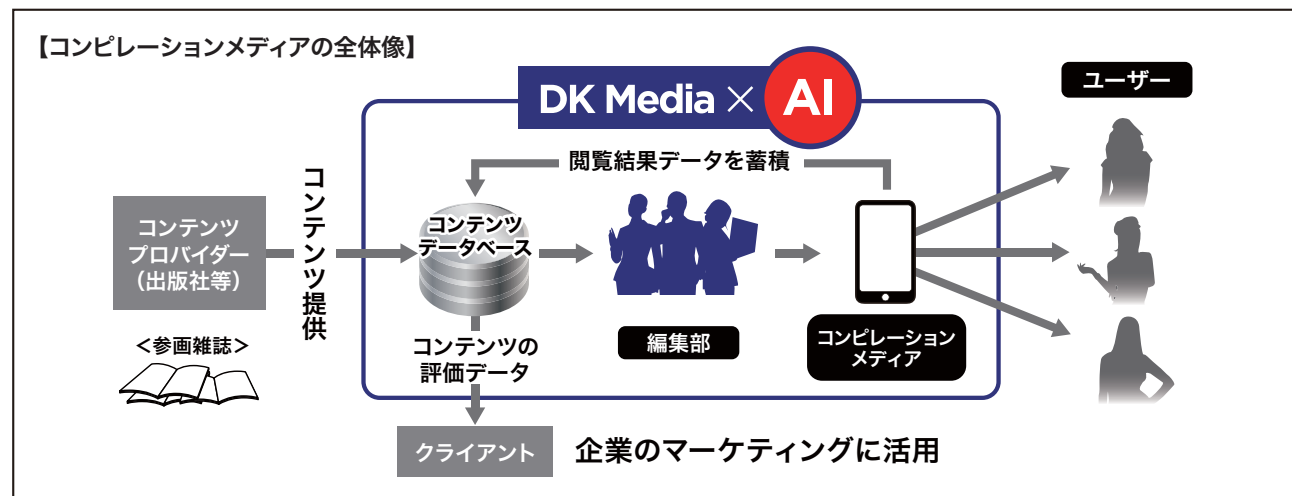 【コンピレーションメディアの全体像】
DK Media × AI
ユーザー
閲覧結果データを蓄積
コンテンツ
プロバイダー
（出版社等）
コンテンツ提供
コンテンツ
データベース
＜参画雑誌＞
コンテンツの
評価データ
編集部
コンピレーション
メディア
クライアント
企業のマーケティングに活用